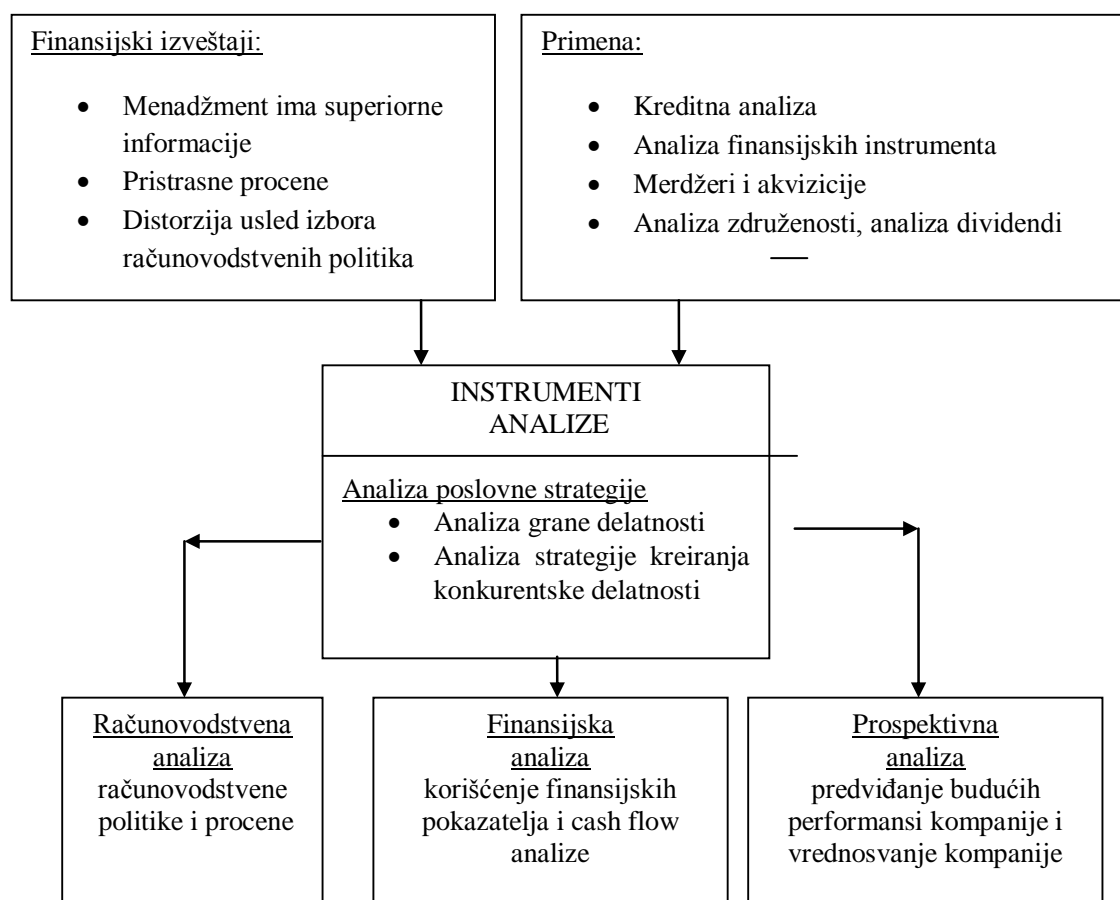 Finansijski izveštaji:
• Menadžment ima superiorne
informacije
• Pristrasne procene
• Distorzija usled izbora
računovodstvenih politika
Primena:
• Kreditna analiza
• Analiza finansijskih instrumenta
• Merdžeri i akvizicije
• Analiza združenosti, analiza dividendi
INSTRUMENTI
ANALIZE
Analiza poslovne strategije
• Analiza grane delatnosti
• Analiza strategije kreiranja
konkurentske delatnosti
Računovodstvena
analiza
računovodstvene
politike i procene
Finansijska
analiza
korišćenje finansijskih
pokazatelja i cash flow
analize
Prospektivna
analiza
predviđanje budućih
performansi kompanije i
vrednosvanje kompanije